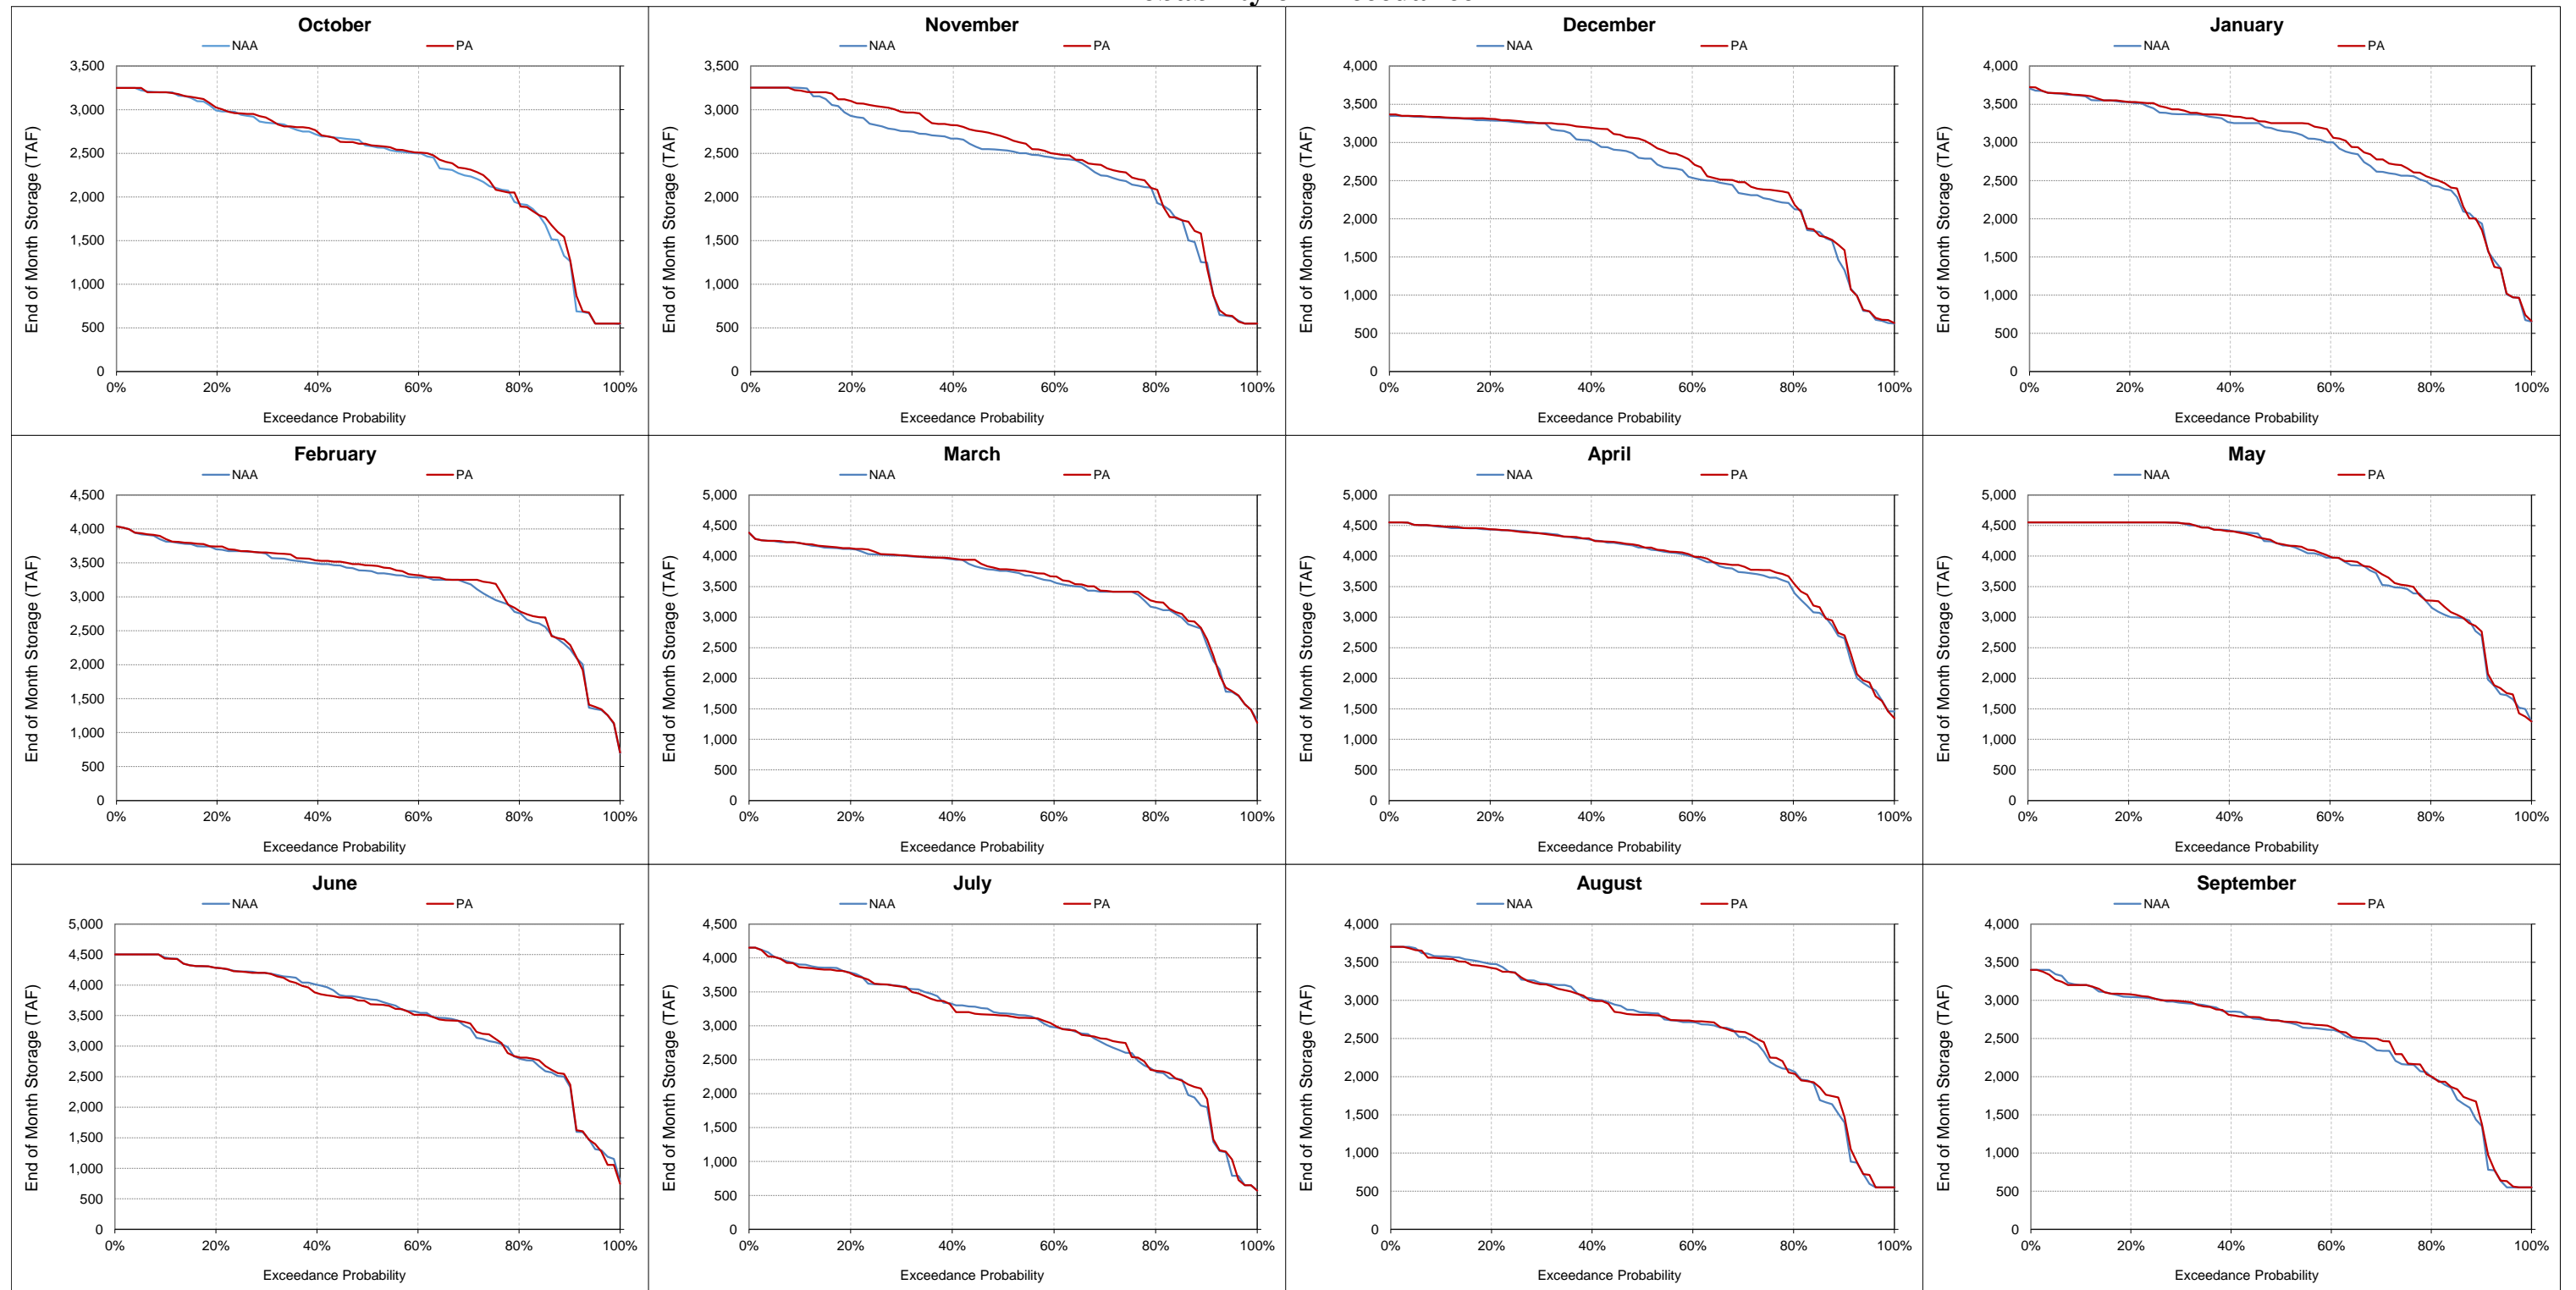 October
NAA PA
3,500
3,000
2,500
2,000
1,500
1,000
500
0
End of Month Storage (TAF)
0% 20% 40% 60% 80% 100%
Exceedance Probability
November
NAA PA
3,500
3,000
2,500
2,000
1,500
1,000
500
0
End of Month Storage (TAF)
0% 20% 40% 60% 80% 100%
Exceedance Probability
December
NAA PA
4,000
3,500
3,000
2,500
2,000
1,500
1,000
500
0
End of Month Storage (TAF)
0% 20% 40% 60% 80% 100%
Exceedance Probability
January
NAA PA
4,000
3,500
3,000
2,500
2,000
1,500
1,000
500
0
End of Month Storage (TAF)
0% 20% 40% 60% 80% 100%
Exceedance Probability
February
NAA PA
4,500
4,000
3,500
3,000
2,500
2,000
1,500
1,000
500
0
End of Month Storage (TAF)
0% 20% 40% 60% 80% 100%
Exceedance Probability
March
NAA PA
5,000
4,500
4,000
3,500
3,000
2,500
2,000
1,500
1,000
500
0
End of Month Storage (TAF)
0% 20% 40% 60% 80% 100%
Exceedance Probability
April
NAA PA
5,000
4,500
4,000
3,500
3,000
2,500
2,000
1,500
1,000
500
0
End of Month Storage (TAF)
0% 20% 40% 60% 80% 100%
Exceedance Probability
May
NAA PA
5,000
4,500
4,000
3,500
3,000
2,500
2,000
1,500
1,000
500
0
End of Month Storage (TAF)
0% 20% 40% 60% 80% 100%
Exceedance Probability
June
NAA PA
5,000
4,500
4,000
3,500
3,000
2,500
2,000
1,500
1,000
500
0
End of Month Storage (TAF)
0% 20% 40% 60% 80% 100%
Exceedance Probability
July
NAA PA
4,500
4,000
3,500
3,000
2,500
2,000
1,500
1,000
500
0
End of Month Storage (TAF)
0% 20% 40% 60% 80% 100%
Exceedance Probability
August
NAA PA
4,000
3,500
3,000
2,500
2,000
1,500
1,000
500
0
End of Month Storage (TAF)
0% 20% 40% 60% 80% 100%
Exceedance Probability
September
NAA PA
4,000
3,500
3,000
2,500
2,000
1,500
1,000
500
0
End of Month Storage (TAF)
0% 20% 40% 60% 80% 100%
Exceedance Probability